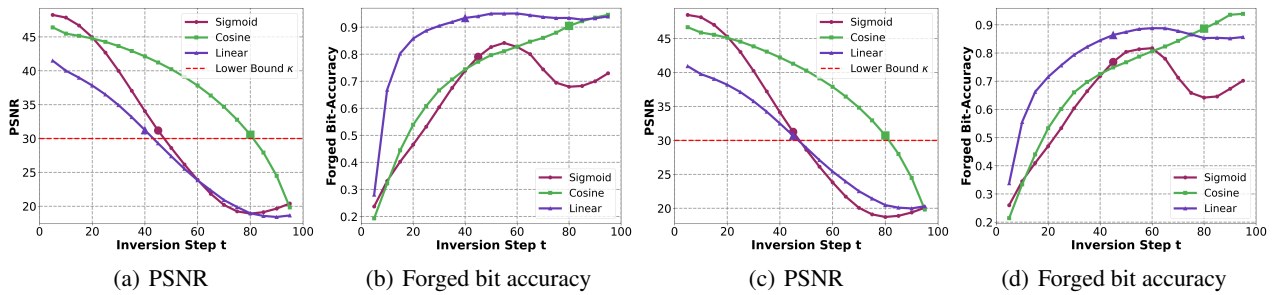 PSNR
45
40
35
30
25
20
0 20 40 60 80 100
Inversion Step t
Sigmoid
Cosine
Linear
Lower Bound κ
(a) PSNR
Forged Bit-Accuracy
0.9
0.8
0.7
0.6
0.5
0.4
0.3
0.2
0 20 40 60 80 100
Inversion Step t
Sigmoid
Cosine
Linear
(b) Forged bit accuracy
PSNR
45
40
35
30
25
20
0 20 40 60 80 100
Inversion Step t
Sigmoid
Cosine
Linear
Lower Bound κ
(c) PSNR
Forged Bit-Accuracy
0.9
0.8
0.7
0.6
0.5
0.4
0.3
0.2
0 20 40 60 80 100
Inversion Step t
Sigmoid
Cosine
Linear
(d) Forged bit accuracy